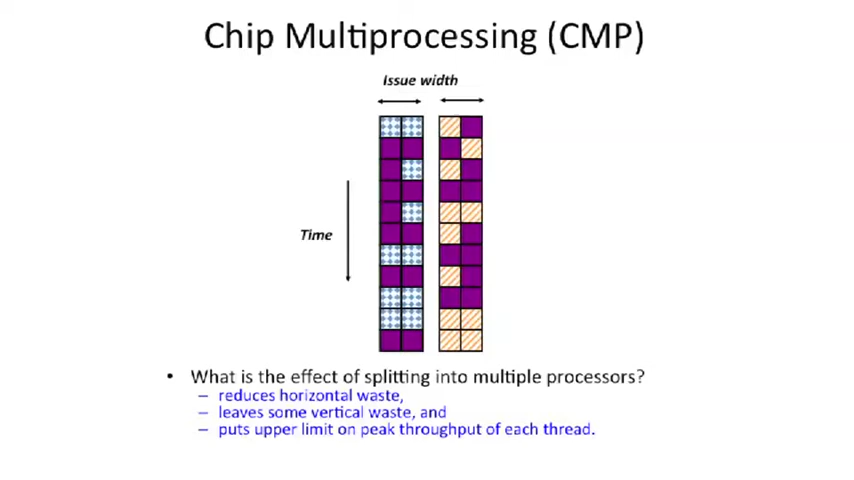 Chip Multiprocessing (CMP)
Issue width
Time
• What is the effect of splitting into multiple processors?
– reduces horizontal waste,
– leaves some vertical waste, and
– puts upper limit on peak throughput of each thread.